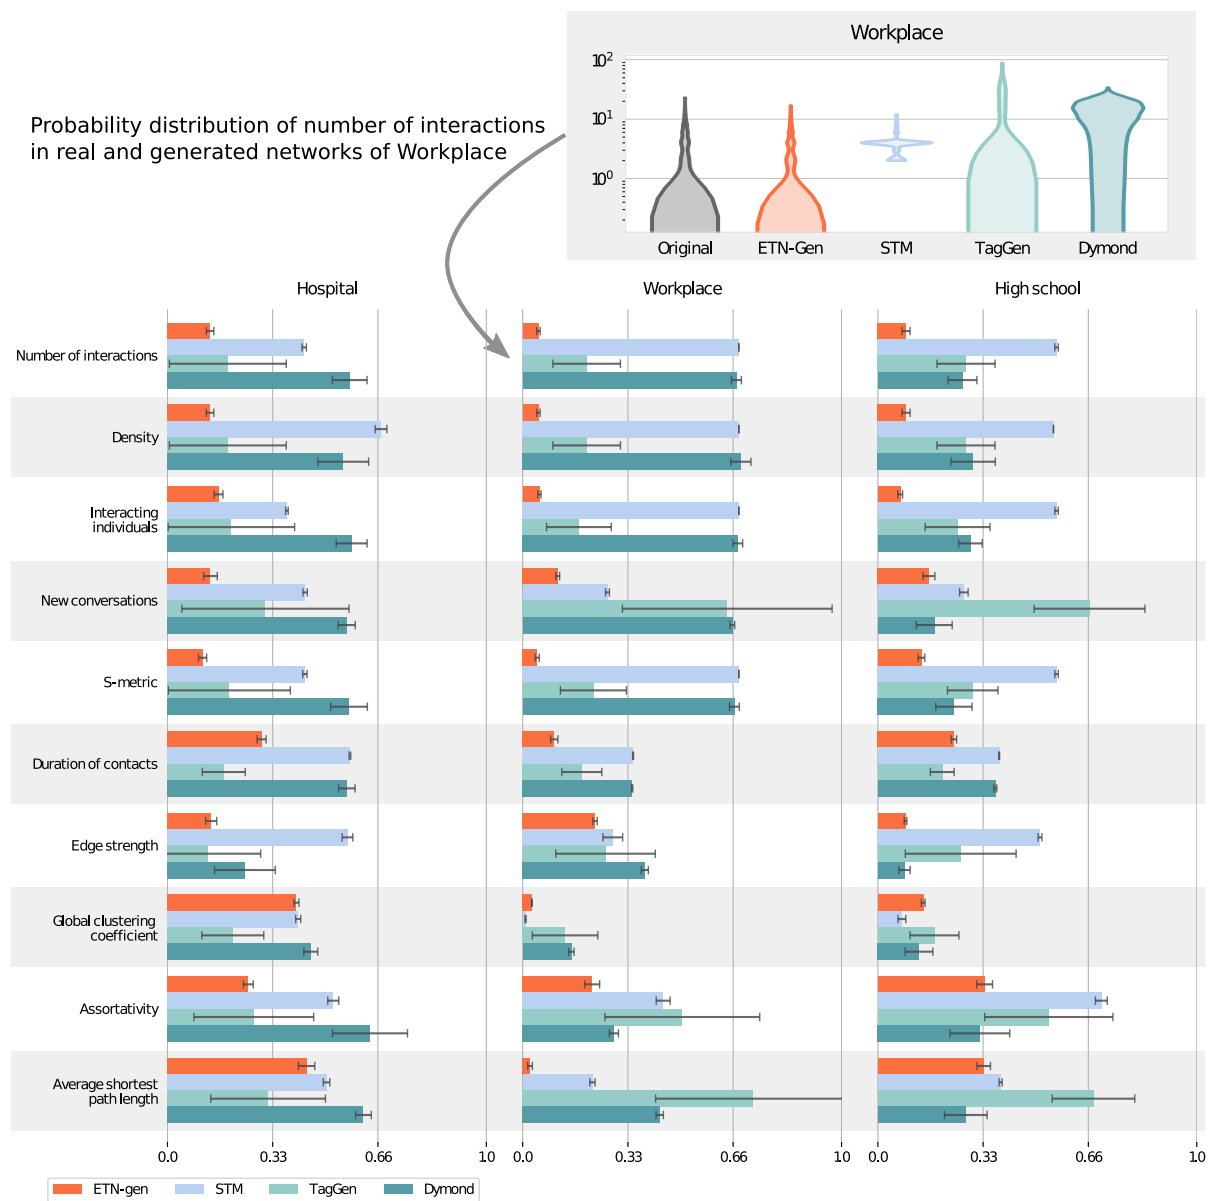 Workplace
10²
10¹
10⁰
Original ETN-Gen STM TagGen Dymond
Probability distribution of number of interactions
in real and generated networks of Workplace
Hospital Workplace High school
Number of interactions
Density
Interacting
individuals
New conversations
S-metric
Duration of contacts
Edge strength
Global clustering
coefficient
Assortativity
Average shortest
path length
0.0 0.33 0.66 10 0.0 0.33 0.66 10 0.0 0.33 0.66 10
ETN-gen STM TagGen Dymond